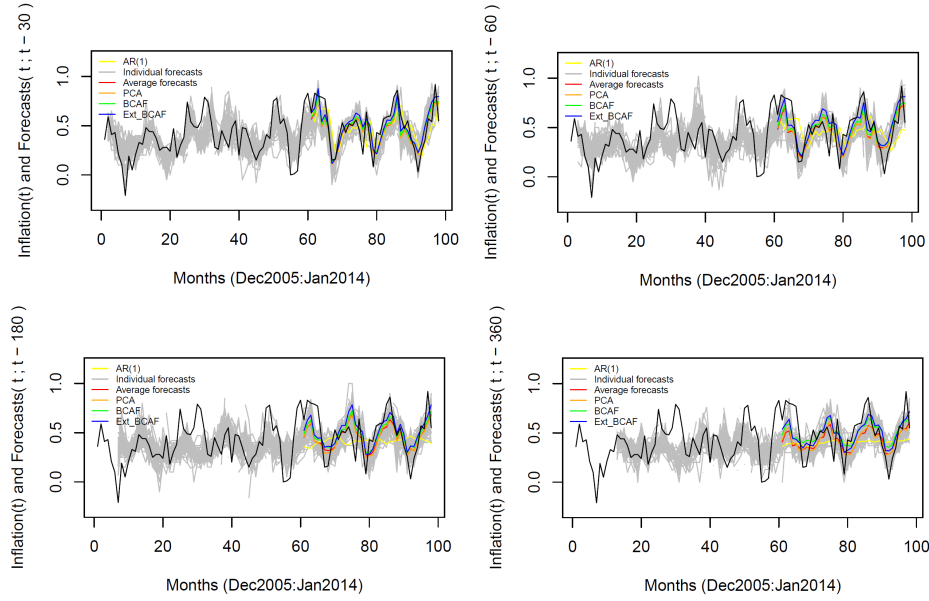 Inflation(t) and Forecasts( t ; t − 30 )
AR(1)
Individual forecasts
Average forecasts
PCA
BCAF
Ext_BCAF
1.0
0.5
0.0
0 20 40 60 80 100
Months (Dec2005:Jan2014)
Inflation(t) and Forecasts( t ; t − 60 )
AR(1)
Individual forecasts
Average forecasts
PCA
BCAF
Ext_BCAF
1.0
0.5
0.0
0 20 40 60 80 100
Months (Dec2005:Jan2014)
Inflation(t) and Forecasts( t ; t − 180 )
AR(1)
Individual forecasts
Average forecasts
PCA
BCAF
Ext_BCAF
1.0
0.5
0.0
0 20 40 60 80 100
Months (Dec2005:Jan2014)
Inflation(t) and Forecasts( t ; t − 360 )
AR(1)
Individual forecasts
Average forecasts
PCA
BCAF
Ext_BCAF
1.0
0.5
0.0
0 20 40 60 80 100
Months (Dec2005:Jan2014)